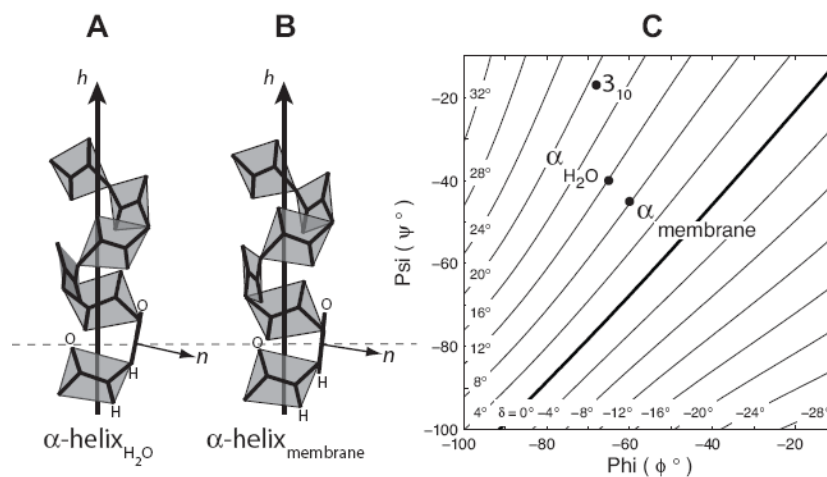 A
B
C
h
h
O
O
n
H
H
O
O
n
H
H
α-helixH2O
α-helixmembrane
Psi (ψ°)
−20
−40
−60
−80
−100
32°
28°
24°
20°
16°
12°
8°
4°
δ = 0°
−4°
−8°
−12°
−16°
−20°
−24°
−28°
310
α
H2O
α
membrane
−100
−80
−60
−40
−20
Phi (ϕ°)